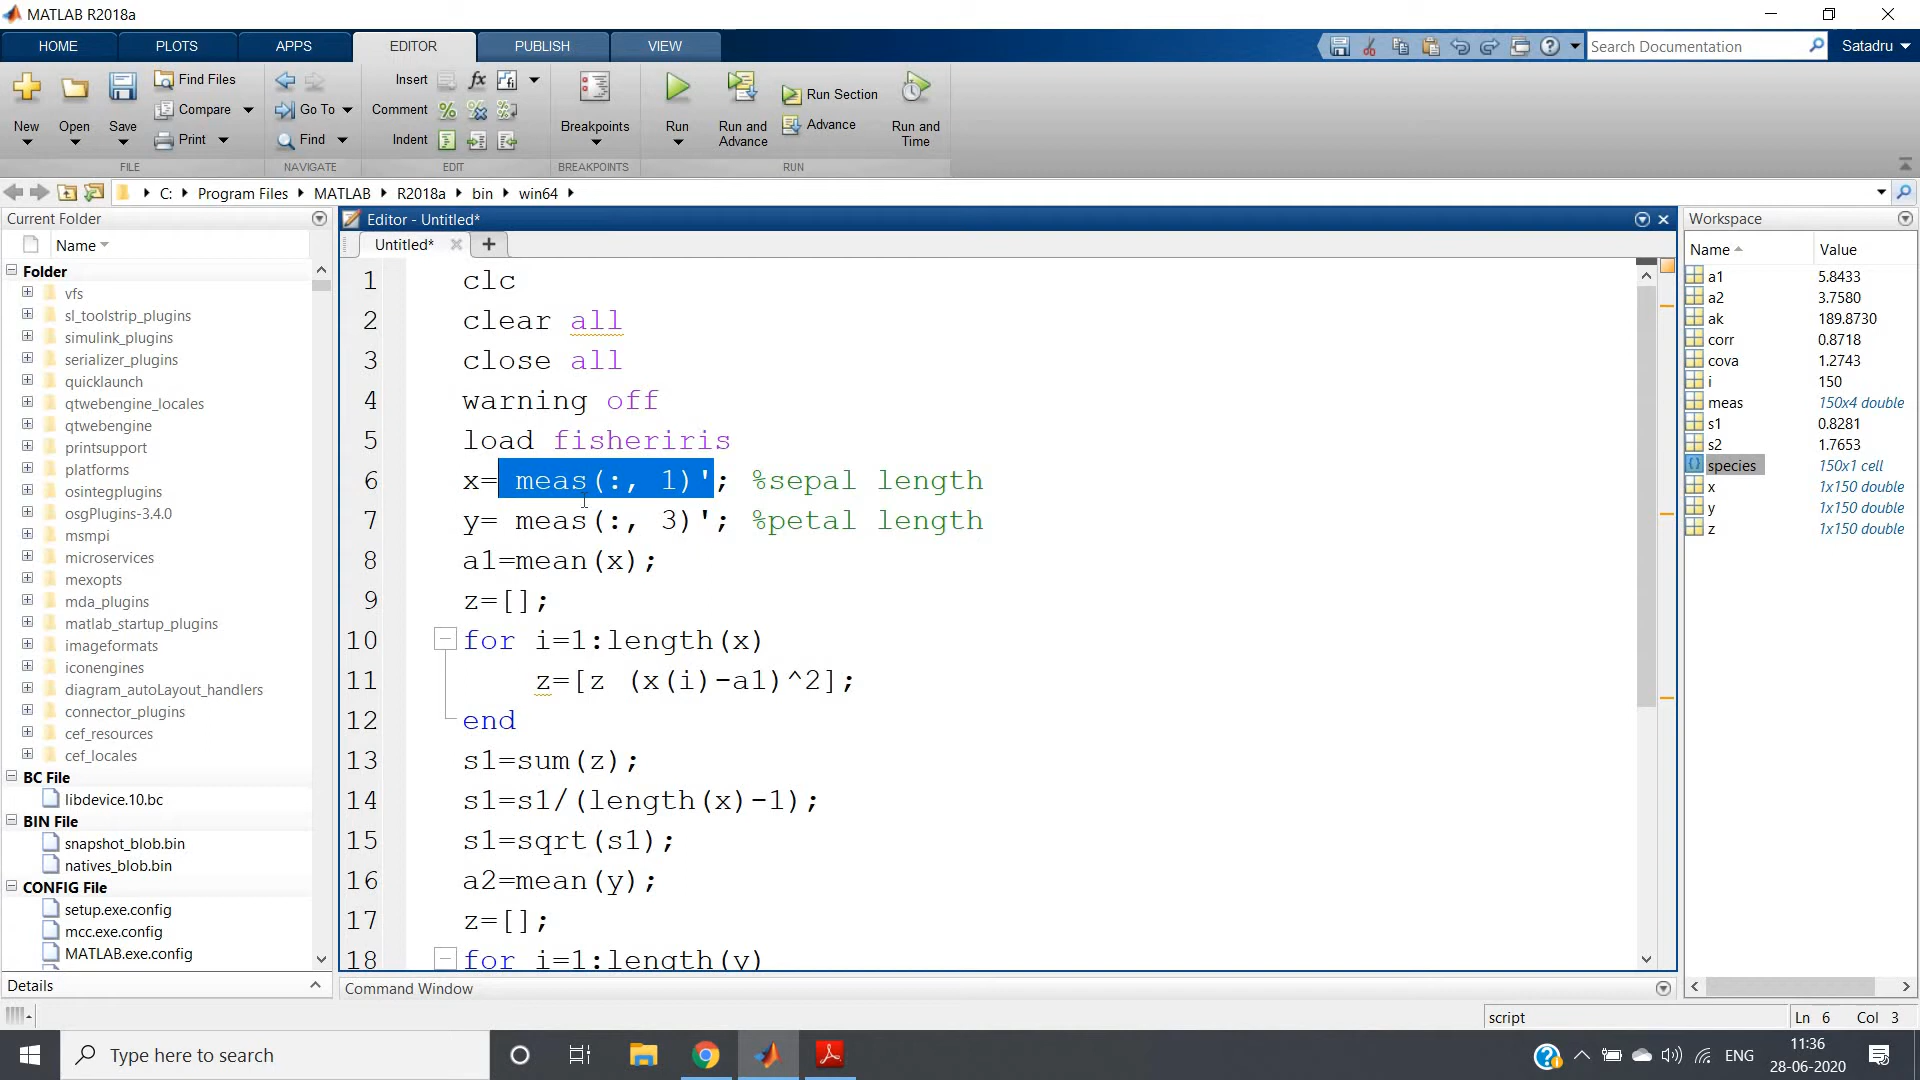 MATLAB R2018a
HOME PLOTS APPS EDITOR PUBLISH VIEW
Search Documentation
Satadru
New Open Save
Find Files
Compare
Print
FILE
Go To
Find
NAVIGATE
Insert fx
Comment
Indent
EDIT
Breakpoints
BREAKPOINTS
Run
Run and Advance
Run Section
Advance
Run and Time
RUN
C: Program Files MATLAB R2018a bin win64
Current Folder
Name
Folder
vfs
sl_toolstrip_plugins
simulink_plugins
serializer_plugins
quicklaunch
qtwebengine_locales
qtwebengine
printsupport
platforms
osintegplugins
osgPlugins-3.4.0
msmpi
microservices
mexopts
mda_plugins
matlab_startup_plugins
imageformats
iconengines
diagram_autoLayout_handlers
connector_plugins
cef_resources
cef_locales
BC File
libdevice.10.bc
BIN File
snapshot_blob.bin
natives_blob.bin
CONFIG File
setup.exe.config
mcc.exe.config
MATLAB.exe.config
Details
Editor - Untitled*
Untitled*
1 clc
2 clear all
3 close all
4 warning off
5 load fisheriris
6 x= meas(:, 1)'; %sepal length
7 y= meas(:, 3)'; %petal length
8 a1=mean(x);
9 z=[];
10 for i=1:length(x)
11 z=[z (x(i)-a1)^2];
12 end
13 s1=sum(z);
14 s1=s1/(length(x)-1);
15 s1=sqrt(s1);
16 a2=mean(y);
17 z=[];
18 for i=1:length(y)
Command Window
Workspace
Name Value
a1 5.8433
a2 3.7580
ak 189.8730
corr 0.8718
cova 1.2743
i 150
meas 150x4 double
s1 0.8281
s2 1.7653
species 150x1 cell
x 1x150 double
y 1x150 double
z 1x150 double
script
Ln 6 Col 3
Type here to search
ENG
11:36
28-06-2020